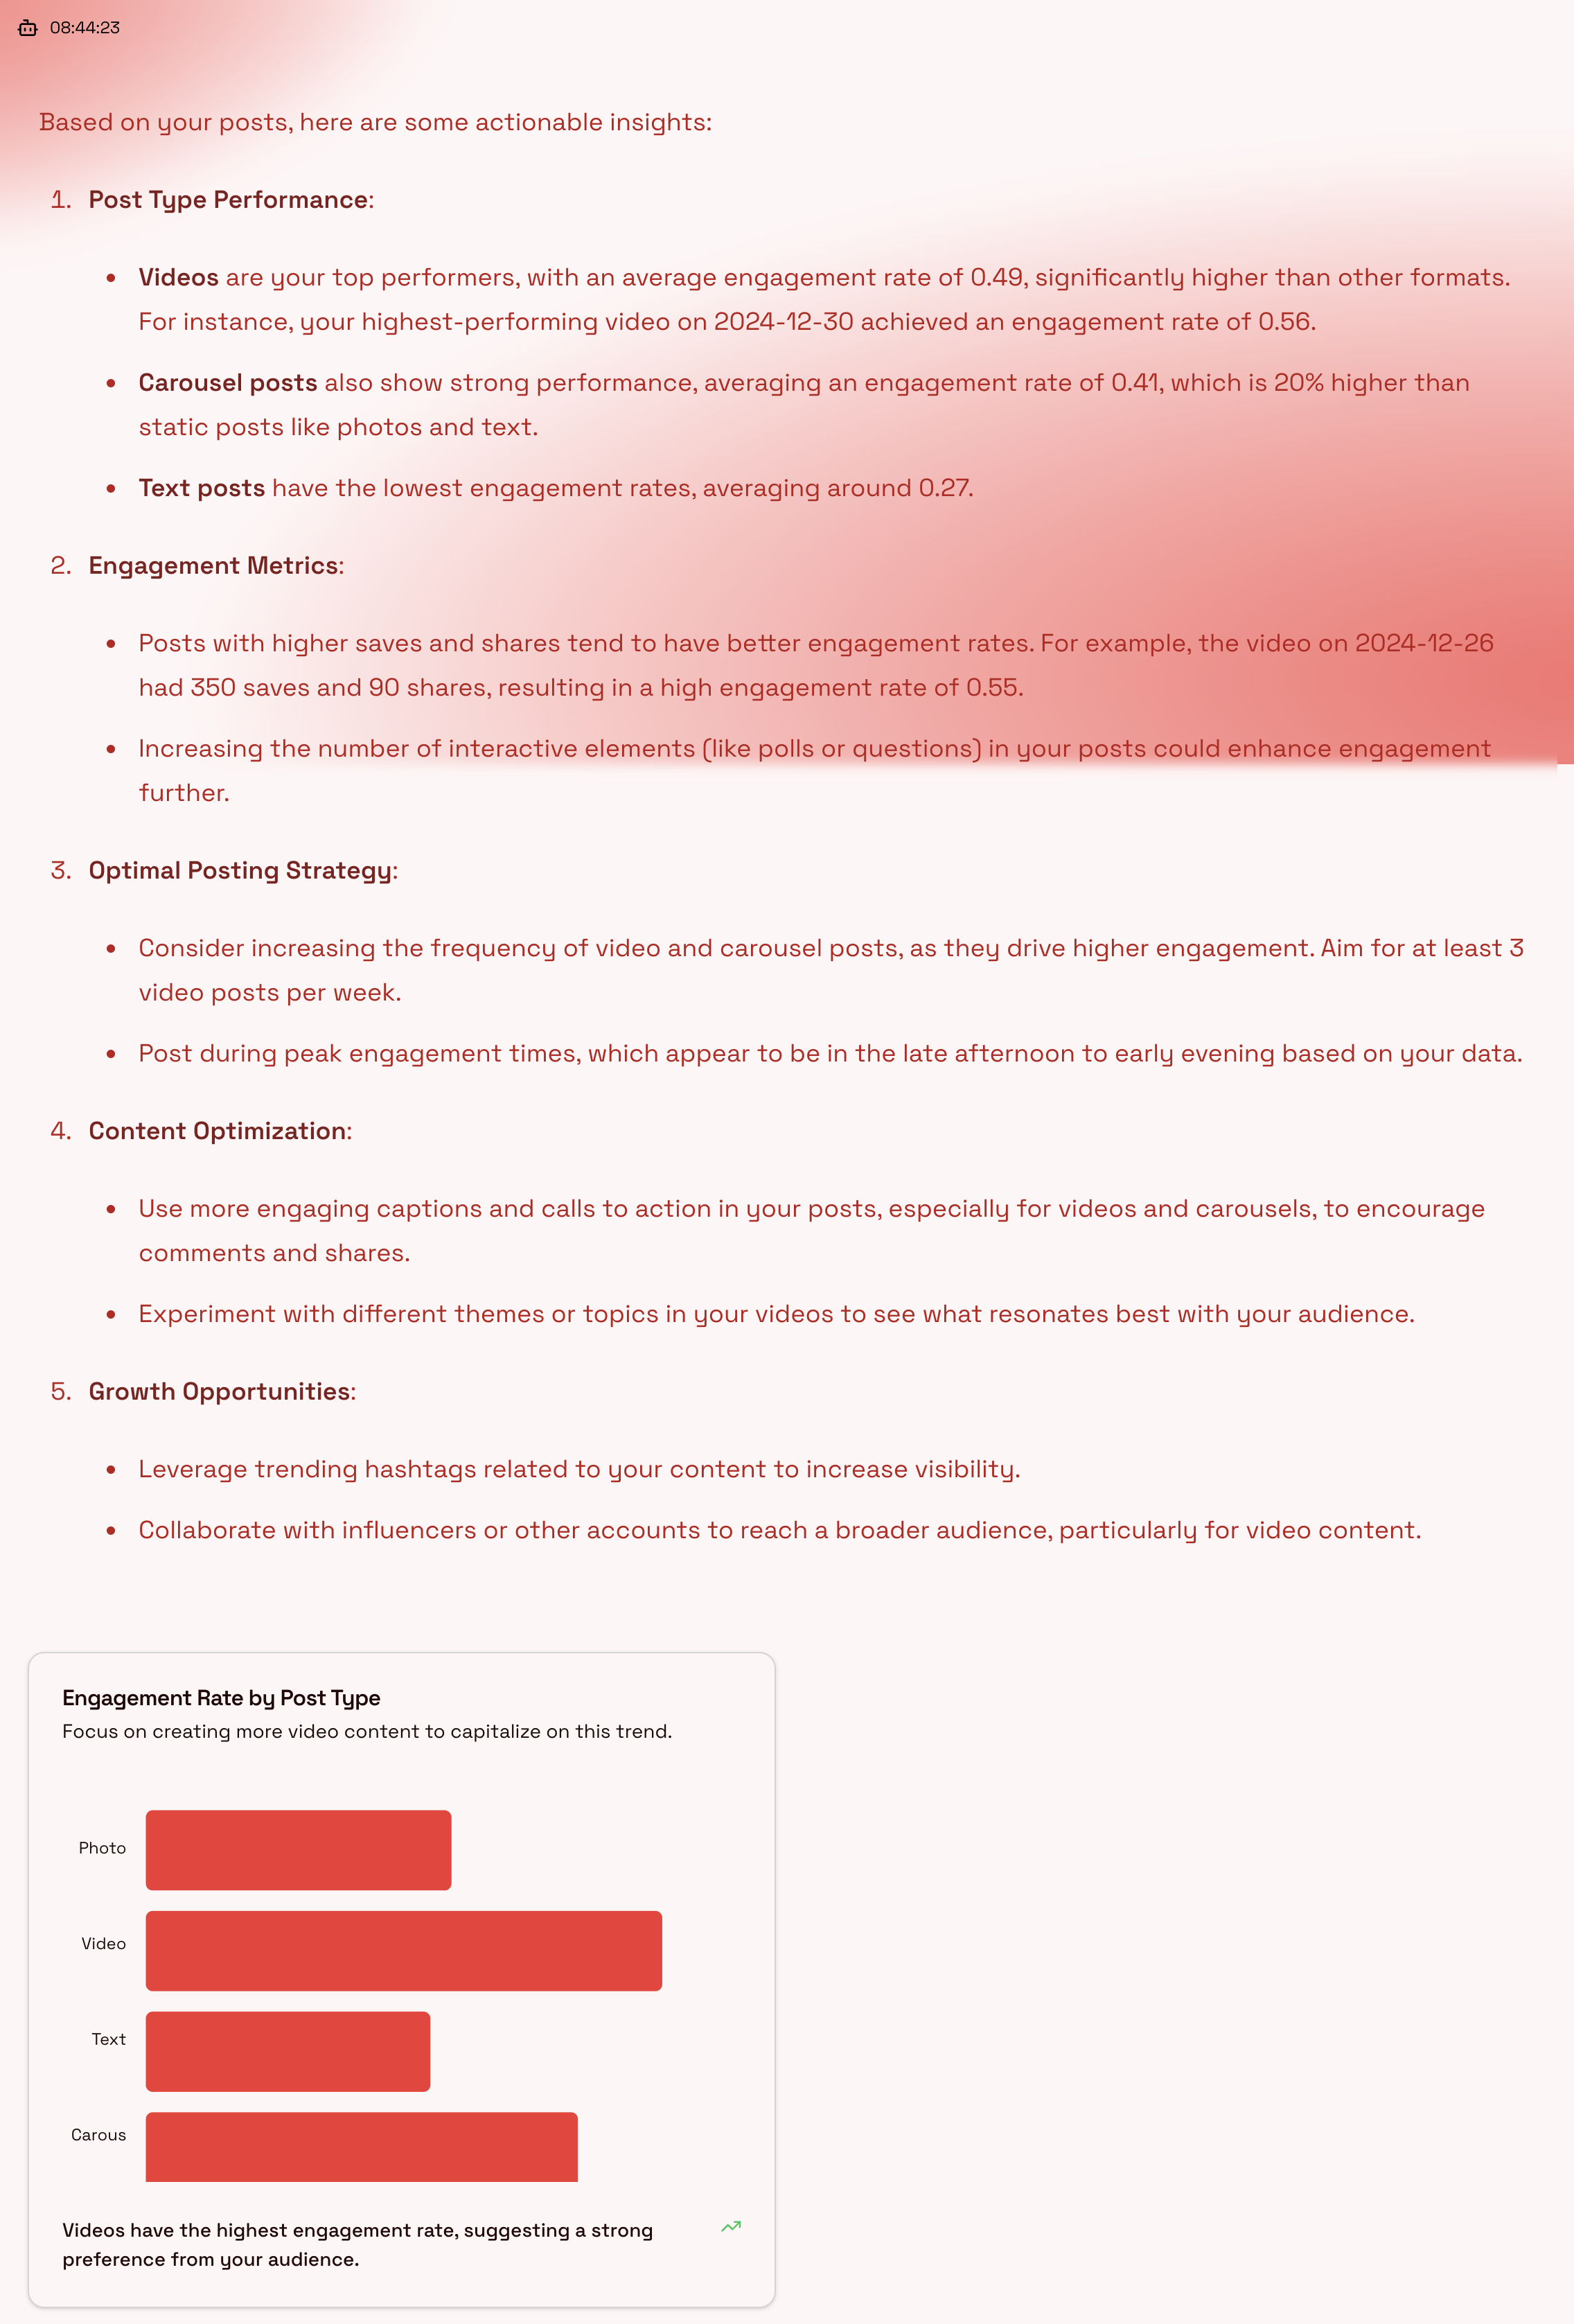 08:44:23
Based on your posts, here are some actionable insights:
1. Post Type Performance:
• Videos are your top performers, with an average engagement rate of 0.49, significantly higher than other formats.
For instance, your highest-performing video on 2024-12-30 achieved an engagement rate of 0.56.
• Carousel posts also show strong performance, averaging an engagement rate of 0.41, which is 20% higher than
static posts like photos and text.
• Text posts have the lowest engagement rates, averaging around 0.27.
2. Engagement Metrics:
• Posts with higher saves and shares tend to have better engagement rates. For example, the video on 2024-12-26
had 350 saves and 90 shares, resulting in a high engagement rate of 0.55.
• Increasing the number of interactive elements (like polls or questions) in your posts could enhance engagement
further.
3. Optimal Posting Strategy:
• Consider increasing the frequency of video and carousel posts, as they drive higher engagement. Aim for at least 3
video posts per week.
• Post during peak engagement times, which appear to be in the late afternoon to early evening based on your data.
4. Content Optimization:
• Use more engaging captions and calls to action in your posts, especially for videos and carousels, to encourage
comments and shares.
• Experiment with different themes or topics in your videos to see what resonates best with your audience.
5. Growth Opportunities:
• Leverage trending hashtags related to your content to increase visibility.
• Collaborate with influencers or other accounts to reach a broader audience, particularly for video content.
Engagement Rate by Post Type
Focus on creating more video content to capitalize on this trend.
Photo
Video
Text
Carous
Videos have the highest engagement rate, suggesting a strong
preference from your audience.